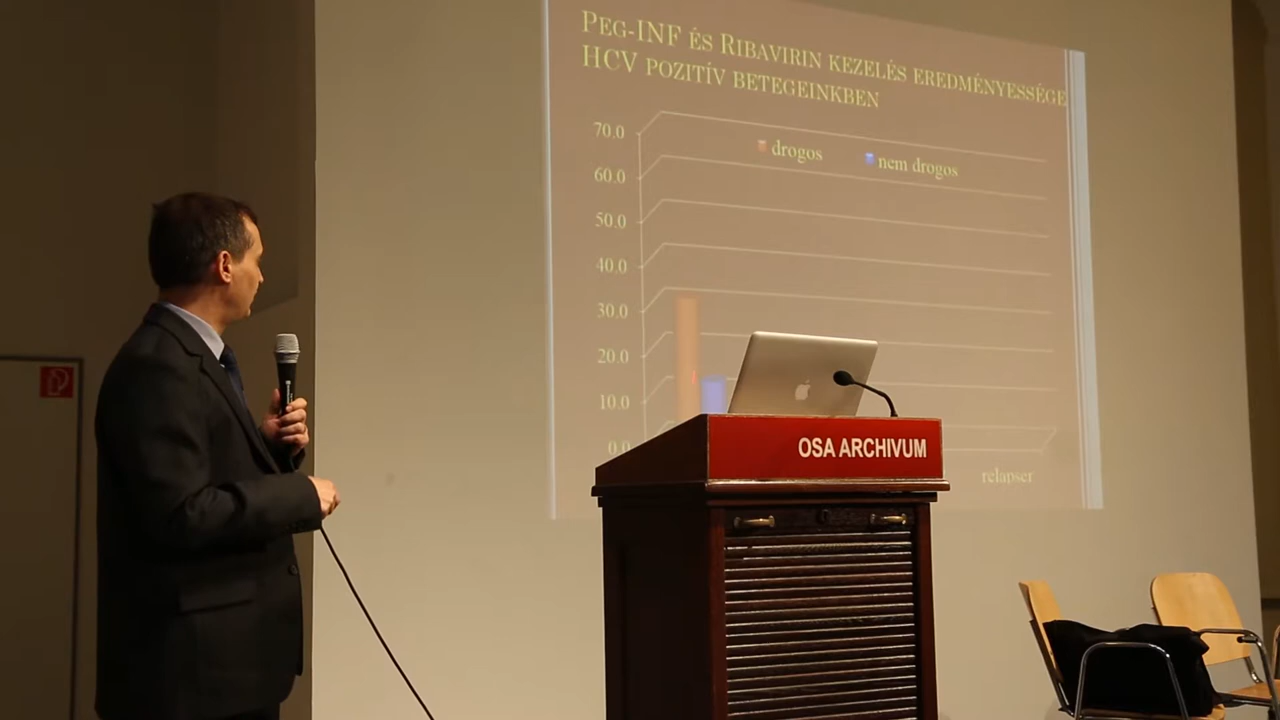 PEG-INF ÉS RIBAVIRIN KEZELÉS EREDMÉNYESSÉGE
HCV POZITÍV BETEGEINKBEN
70.0
drogos
nem drogos
60.0
50.0
40.0
30.0
20.0
10.0
0.0
OSA ARCHIVUM
relapser